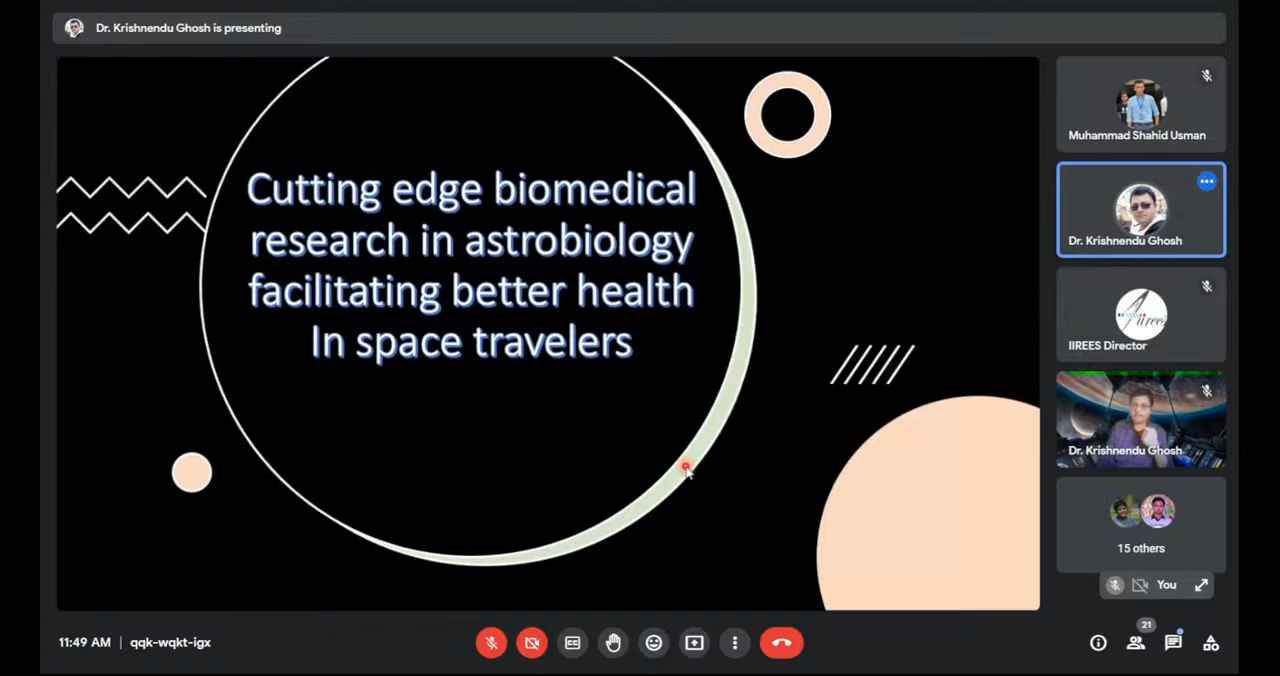 Dr. Krishnendu Ghosh is presenting
Cutting edge biomedical
research in astrobiology
facilitating better health
In space travelers
Muhammad Shahid Usman
Dr. Krishnendu Ghosh
IIREES Director
Dr. Krishnendu Ghosh
15 others
You
11:49 AM | qqk-wqkt-igx
CC
21